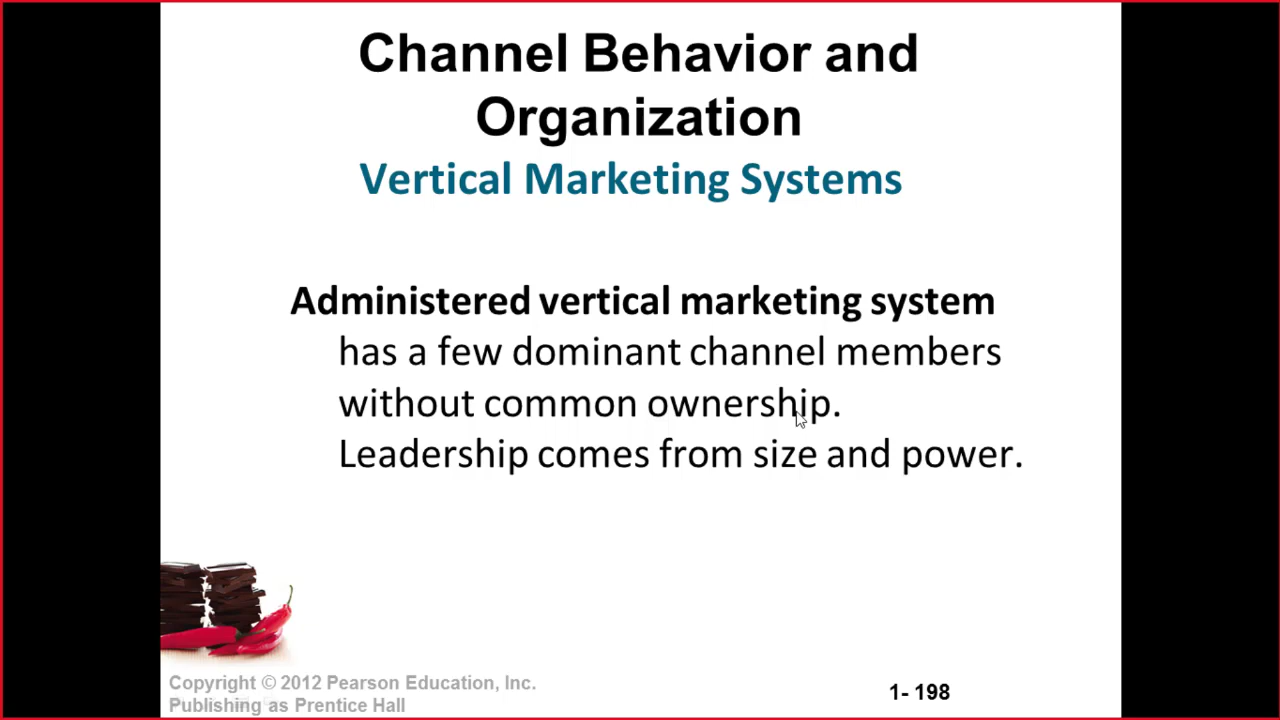 Channel Behavior and
Organization
Vertical Marketing Systems
Administered vertical marketing system
has a few dominant channel members
without common ownership.
Leadership comes from size and power.
Copyright © 2012 Pearson Education, Inc.
Publishing as Prentice Hall
1- 198